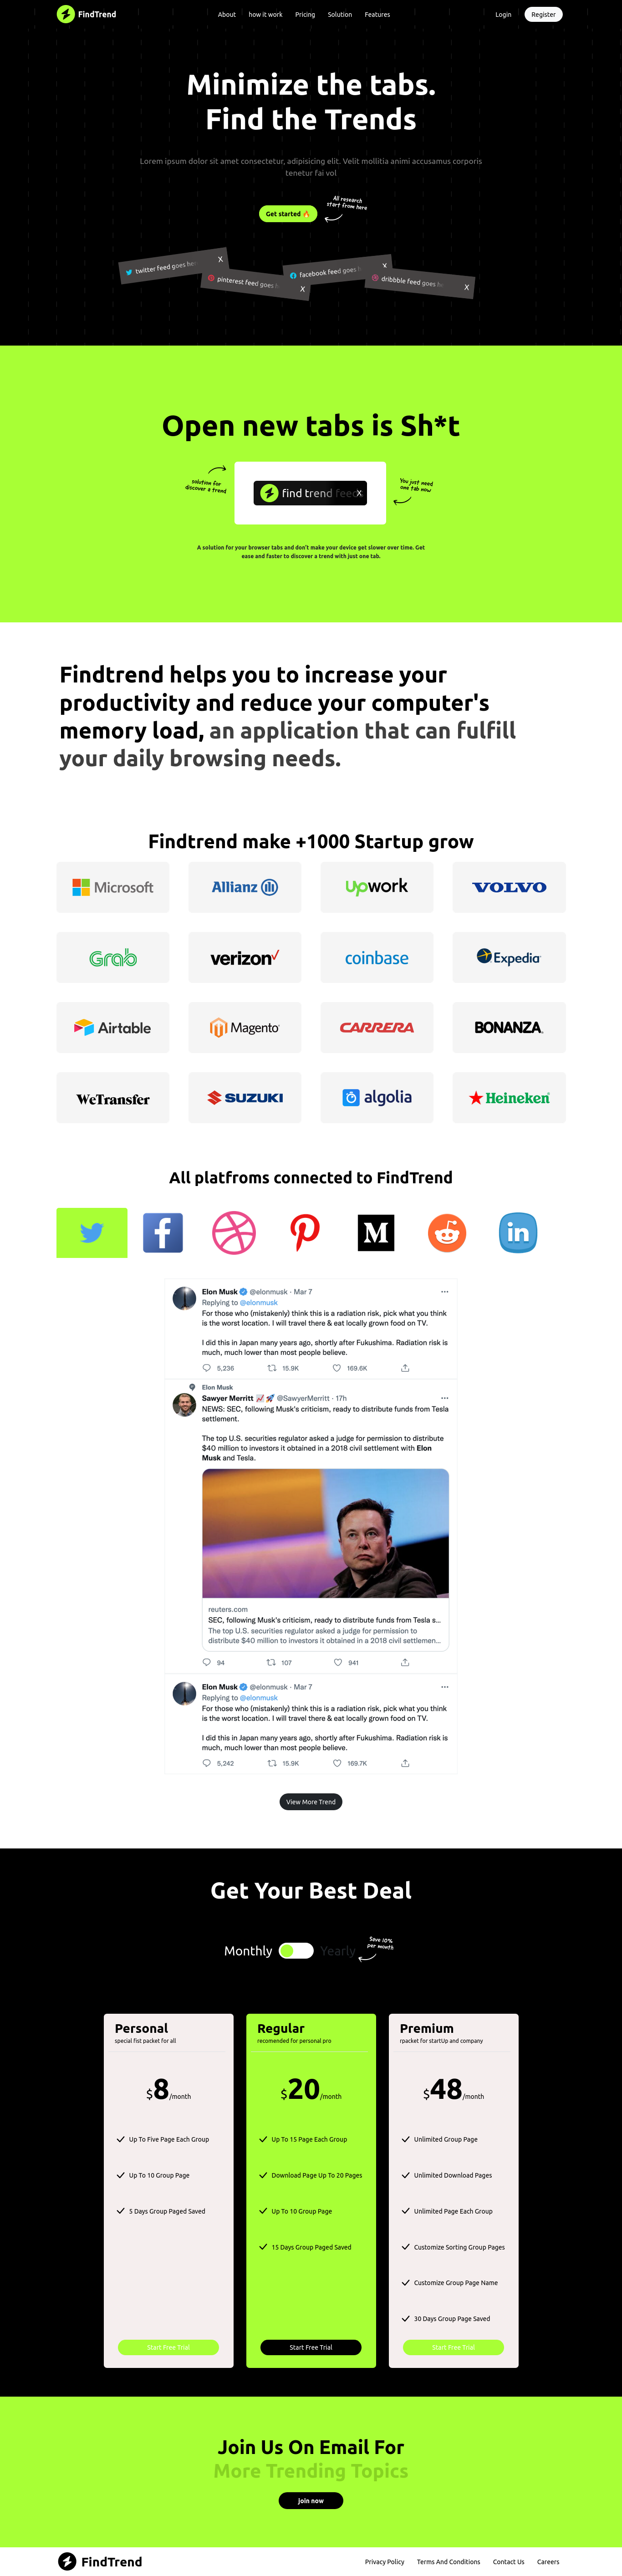 FindTrend
About
how it work
Pricing
Solution
Features
Login
Register
Minimize the tabs.
Find the Trends
Lorem ipsum dolor sit amet consectetur, adipisicing elit. Velit mollitia animi accusamus corporis
tenetur fai vol
Get started 🔥
All research
start from here
twitter feed goes her
X
pinterest feed goes h
X
facebook feed goes h
X
dribbble feed goes he
X
Open new tabs is Sh*t
solution for
discover a trend
find trend feed
X
You just need
one tab now
A solution for your browser tabs and don't make your device get slower over time. Get
ease and faster to discover a trend with just one tab.
Findtrend helps you to increase your
productivity and reduce your computer's
memory load, an application that can fulfill
your daily browsing needs.
Findtrend make +1000 Startup grow
Microsoft
Allianz
upwork
VOLVO
Grab
verizon
coinbase
Expedia
Airtable
Magento
CARRERA
BONANZA
WeTransfer
SUZUKI
algolia
Heineken
All platfroms connected to FindTrend
Elon Musk @elonmusk · Mar 7
Replying to @elonmusk
For those who (mistakenly) think this is a radiation risk, pick what you think
is the worst location. I will travel there & eat locally grown food on TV.
I did this in Japan many years ago, shortly after Fukushima. Radiation risk is
much, much lower than most people believe.
5,236 15.9K 169.6K
Elon Musk
Sawyer Merritt 📈🚀 @SawyerMerritt · 17h
NEWS: SEC, following Musk's criticism, ready to distribute funds from Tesla
settlement.
The top U.S. securities regulator asked a judge for permission to distribute
$40 million to investors it obtained in a 2018 civil settlement with Elon
Musk and Tesla.
reuters.com
SEC, following Musk's criticism, ready to distribute funds from Tesla s...
The top U.S. securities regulator asked a judge for permission to
distribute $40 million to investors it obtained in a 2018 civil settlemen...
94 107 941
Elon Musk @elonmusk · Mar 7
Replying to @elonmusk
For those who (mistakenly) think this is a radiation risk, pick what you think
is the worst location. I will travel there & eat locally grown food on TV.
I did this in Japan many years ago, shortly after Fukushima. Radiation risk is
much, much lower than most people believe.
5,242 15.9K 169.7K
View More Trend
Get Your Best Deal
Monthly
Yearly
Save 10%
per month
Personal
special fist packet for all
$8/month
Up To Five Page Each Group
Up To 10 Group Page
5 Days Group Paged Saved
Start Free Trial
Regular
recomended for personal pro
$20/month
Up To 15 Page Each Group
Download Page Up To 20 Pages
Up To 10 Group Page
15 Days Group Paged Saved
Start Free Trial
Premium
rpacket for startUp and company
$48/month
Unlimited Group Page
Unlimited Download Pages
Unlimited Page Each Group
Customize Sorting Group Pages
Customize Group Page Name
30 Days Group Page Saved
Start Free Trial
Join Us On Email For
More Trending Topics
Join now
FindTrend
Privacy Policy
Terms And Conditions
Contact Us
Careers